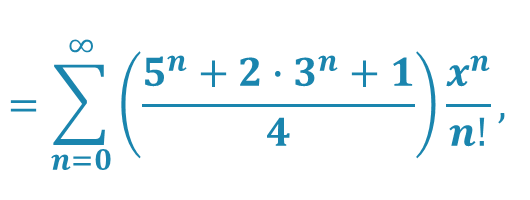 = ∑_{n=0}^{∞} ( (5^n + 2 · 3^n + 1) / 4 ) x^n / n! ,